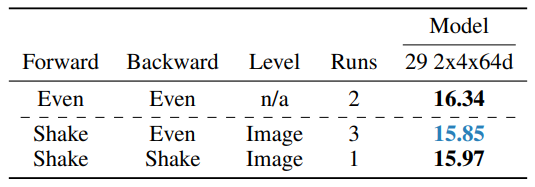 Model
Forward Backward Level Runs 29 2x4x64d
Even Even n/a 2 16.34
Shake Even Image 3 15.85
Shake Shake Image 1 15.97